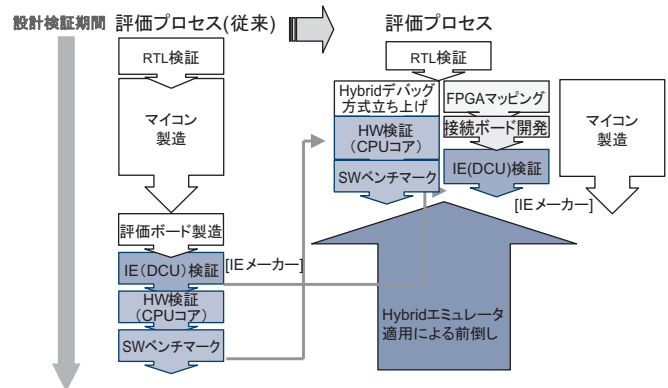 設計検証期間
評価プロセス(従来)
評価プロセス
RTL検証
マイコン
製造
評価ボード製造
IE(DCU)検証
[IEメーカー]
HW検証
(CPUコア)
SWベンチマーク
RTL検証
Hybridデバッグ
方式立ち上げ
HW検証
(CPUコア)
SWベンチマーク
FPGAマッピング
接続ボード開発
IE(DCU)検証
[IEメーカー]
マイコン
製造
Hybridエミュレータ
適用による前倒し